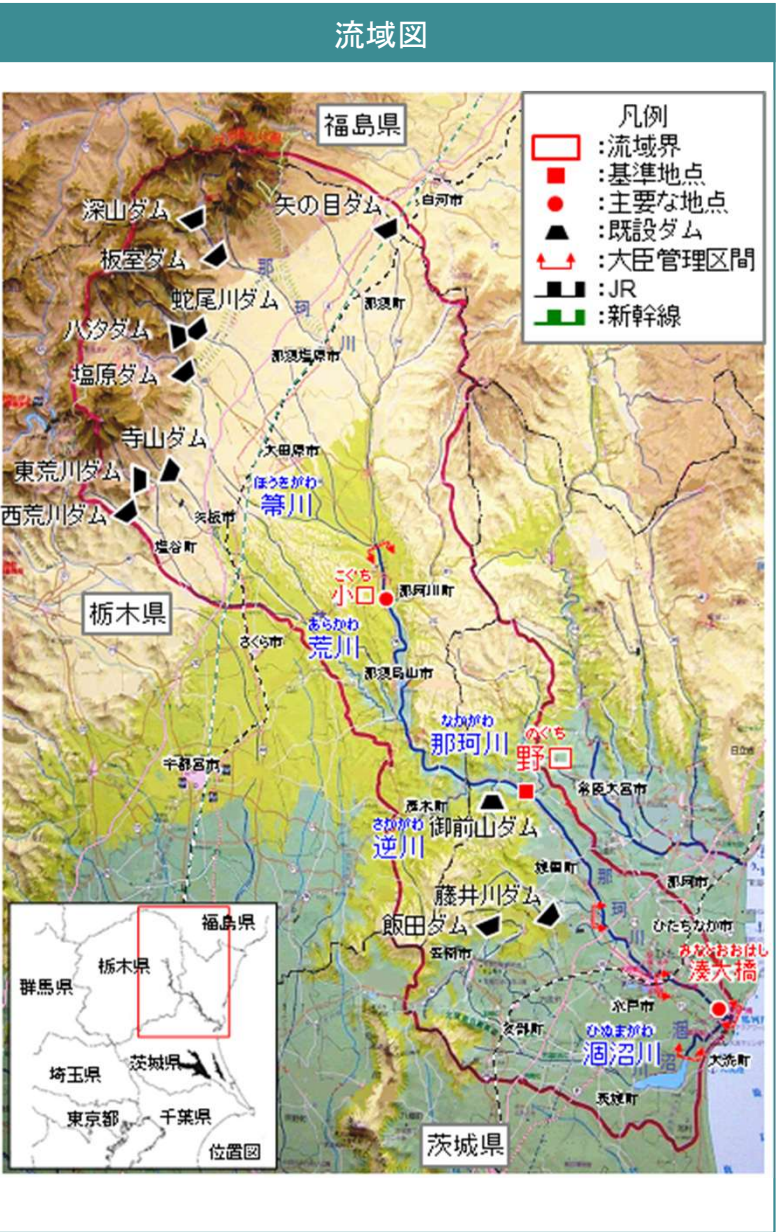 流域図
福島県
凡例
:流域界
:基準地点
:主要な地点
:既設ダム
:大臣管理区間
:JR
:新幹線
白河市
深山ダム
矢の目ダム
板室ダム
那
珂
川
蛇尾川ダム
那須町
八汐ダム
那須塩原市
塩原ダム
寺山ダム
大田原市
東荒川ダム
ほうきがわ
箒川
西荒川ダム
矢板市
塩谷町
こぐち
小口
那珂川町
栃木県
あらかわ
荒川
さくら市
那須烏山市
なかがわ
那珂川
のぐち
野口
日立市
宇都宮市
常陸大宮市
茂木町
御前山ダム
さかがわ
逆川
城里町
那珂市
那
珂
川
藤井川ダム
飯田ダム
ひたちなか市
笠間市
みなとおおはし
湊大橋
水戸市
友部町
ひぬまがわ
涸沼川
涸
沼
大洗町
茨城町
茨城県
福島県
栃木県
群馬県
茨城県
埼玉県
東京都
千葉県
位置図